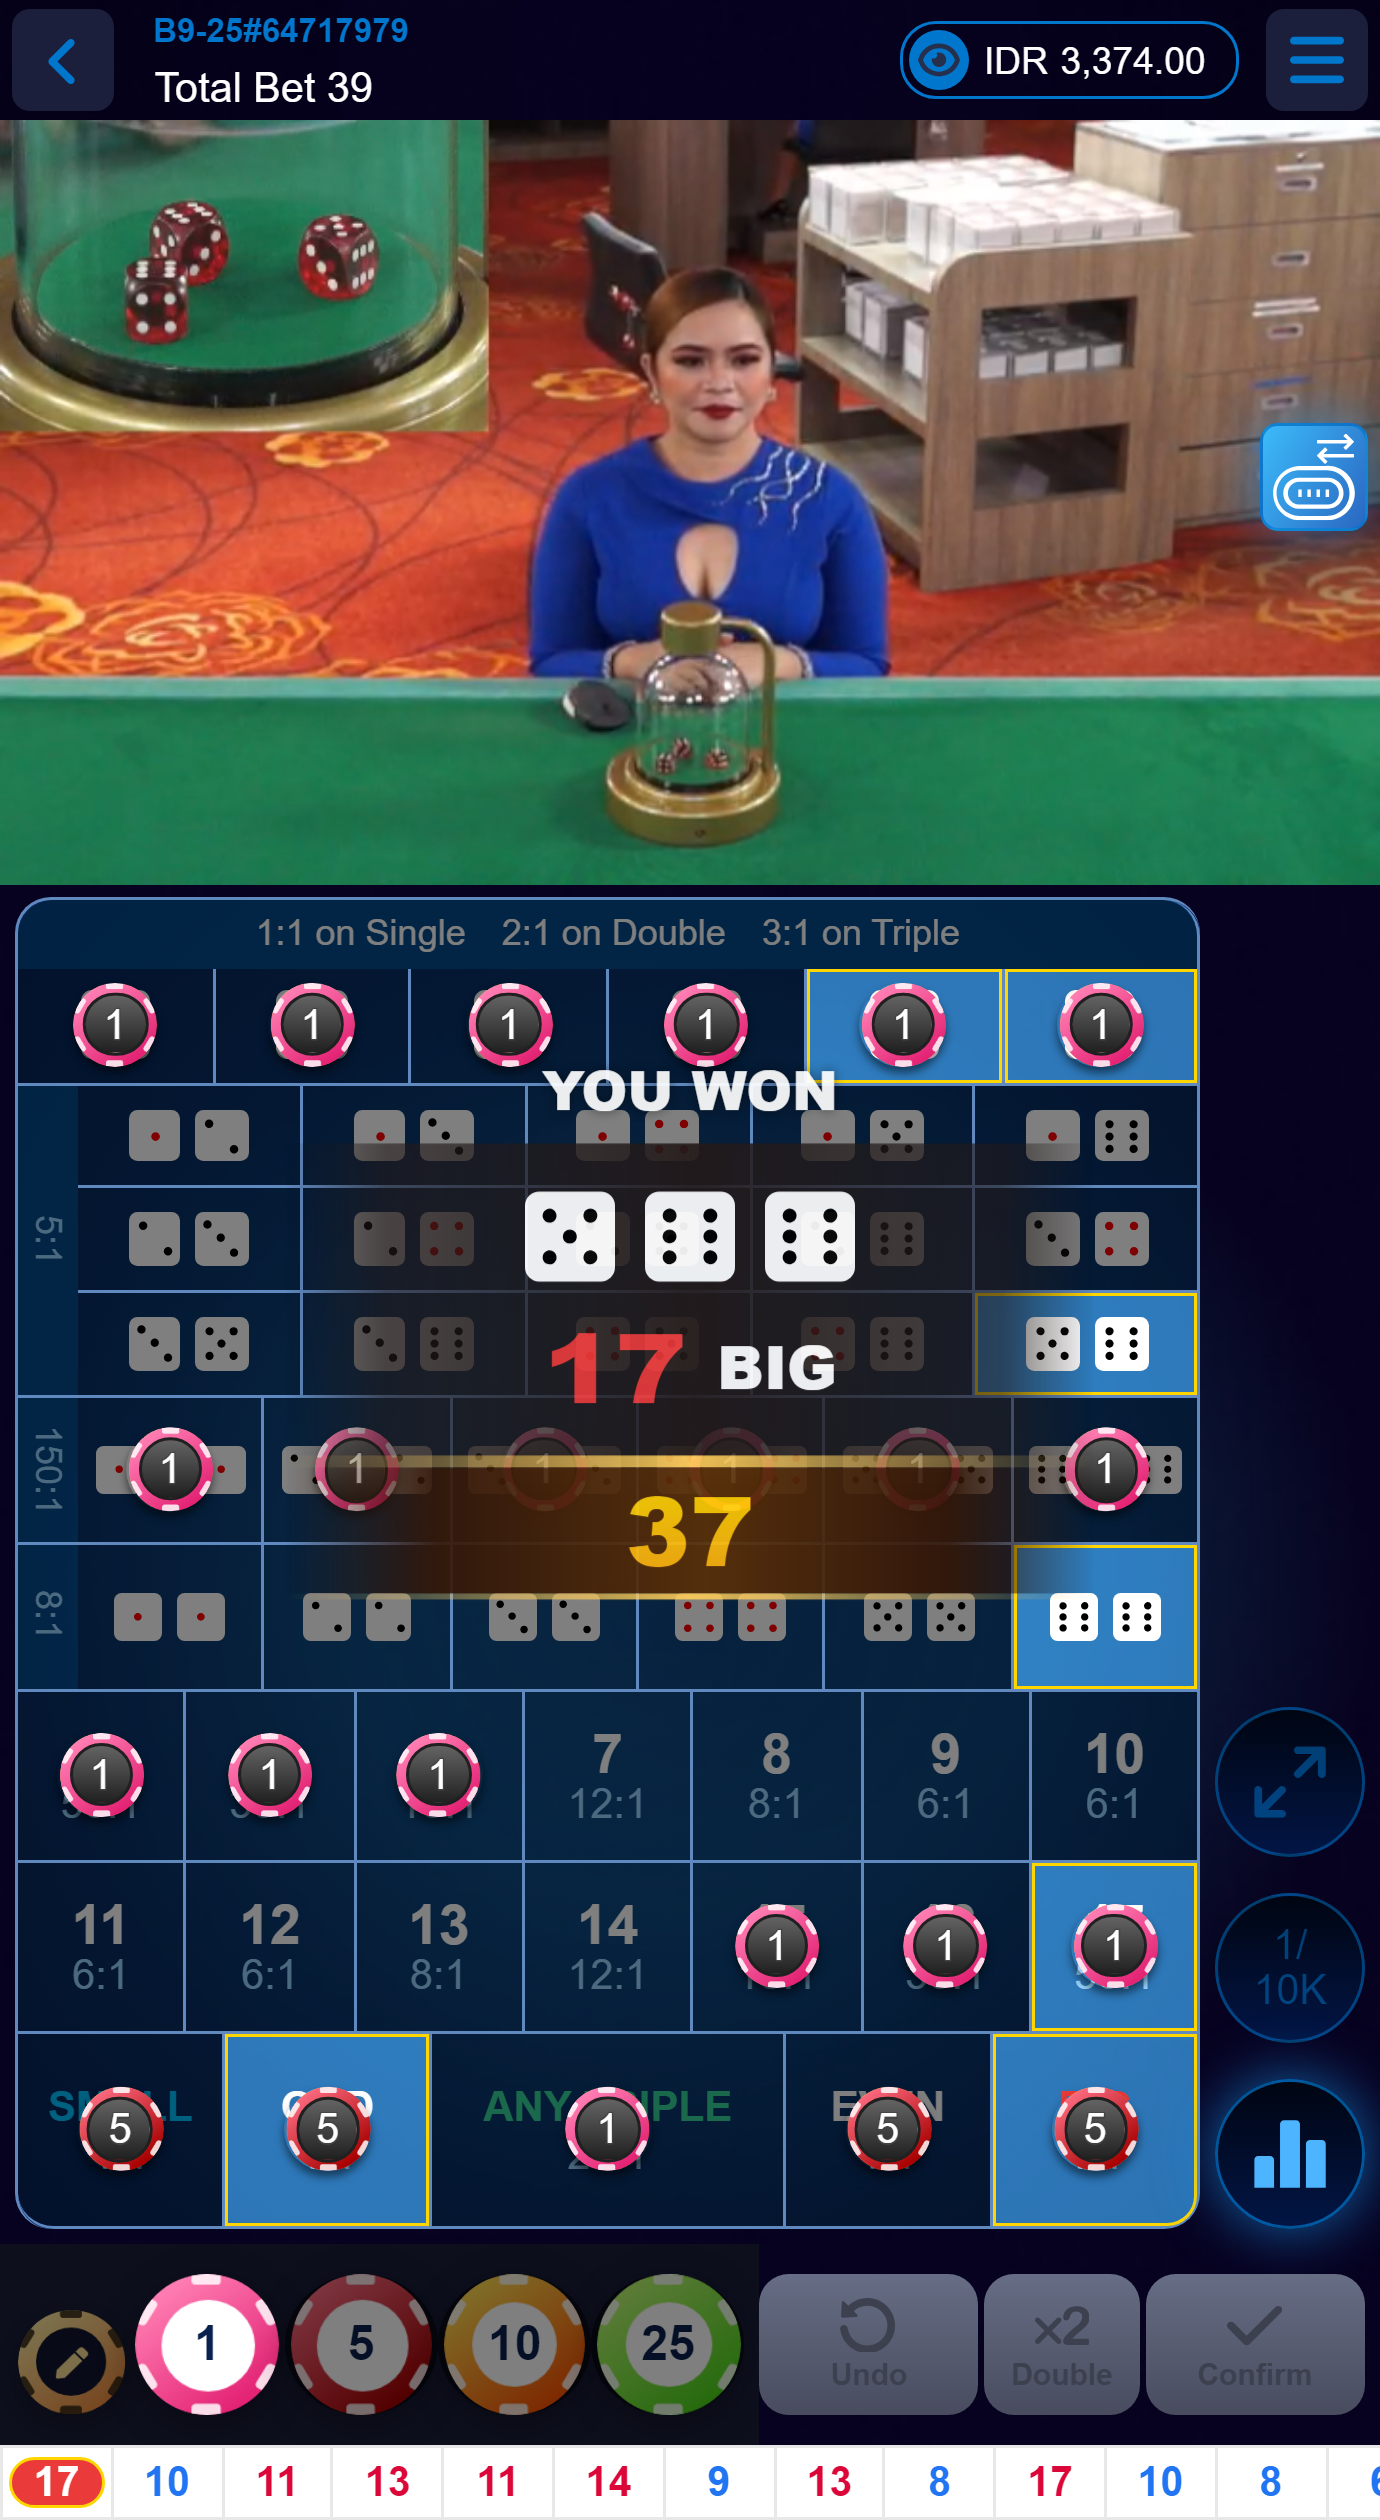 B9-25#64717979
Total Bet 39
IDR 3,374.00
1:1 on Single 2:1 on Double 3:1 on Triple
1 1 1 1 1 1
YOU WON
5:1
17 BIG
150:1
1 1 1 1 1 1
37
8:1
1 1 1 7 8 9 10
12:1 8:1 6:1 6:1
11 12 13 14
6:1 6:1 8:1 12:1
1 1 1
ANY
5 5 1 5 5
1/
10K
1 5 10 25
x2
Undo Double Confirm
17 10 11 13 11 14 9 13 8 17 10 8